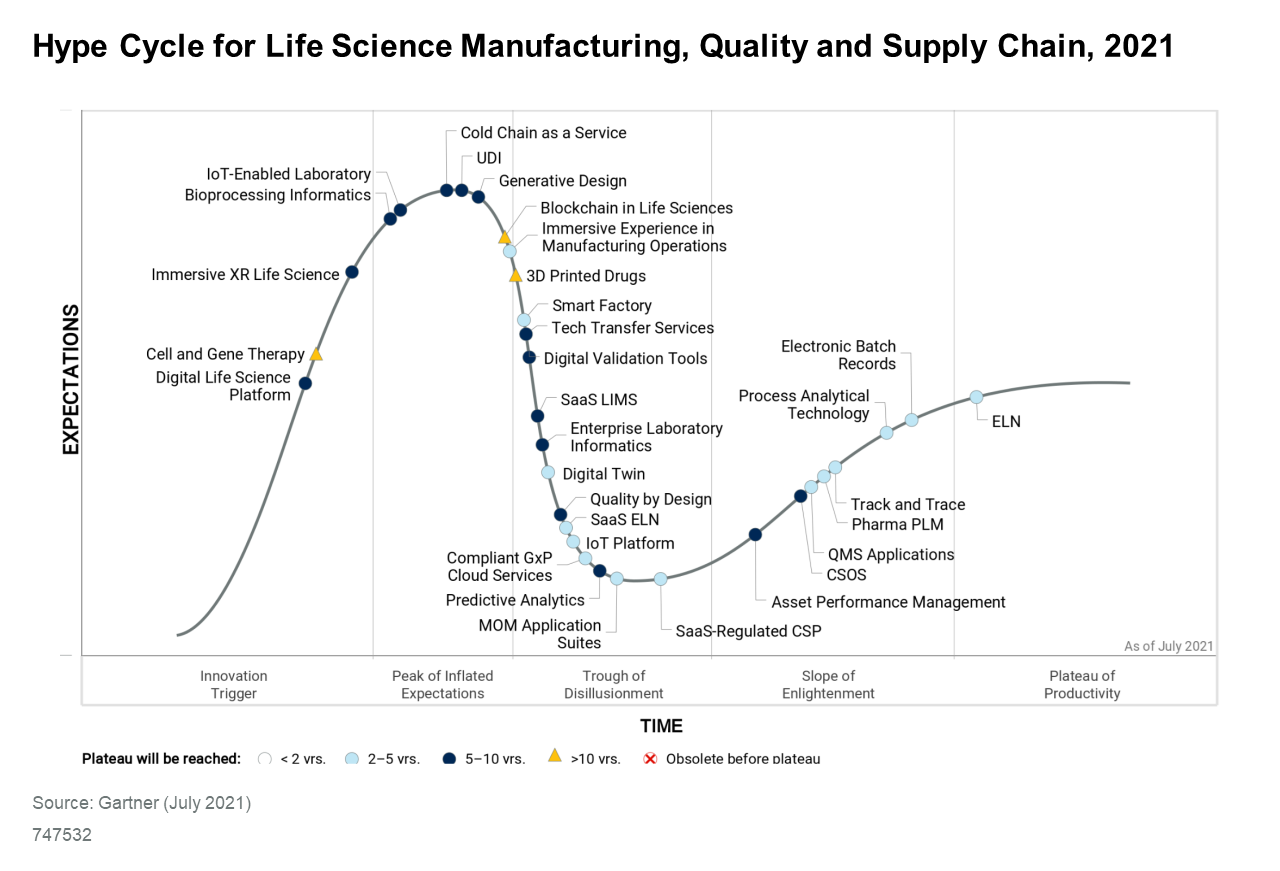 Hype Cycle for Life Science Manufacturing, Quality and Supply Chain, 2021
Cold Chain as a Service
UDI
IoT-Enabled Laboratory
Generative Design
Bioprocessing Informatics
Blockchain in Life Sciences
Immersive Experience in
Manufacturing Operations
Immersive XR Life Science
3D Printed Drugs
Smart Factory
Tech Transfer Services
Cell and Gene Therapy
Digital Validation Tools
Digital Life Science
Platform
SaaS LIMS
Enterprise Laboratory
Informatics
Digital Twin
Quality by Design
SaaS ELN
IoT Platform
Compliant GxP
Cloud Services
Predictive Analytics
MOM Application
Suites
SaaS-Regulated CSP
Electronic Batch
Records
Process Analytical
Technology
ELN
Track and Trace
Pharma PLM
QMS Applications
CSOS
Asset Performance Management
EXPECTATIONS
As of July 2021
Innovation
Trigger
Peak of Inflated
Expectations
Trough of
Disillusionment
Slope of
Enlightenment
Plateau of
Productivity
TIME
Plateau will be reached: < 2 yrs. 2–5 yrs. 5–10 yrs. >10 yrs. Obsolete before plateau
Source: Gartner (July 2021)
747532